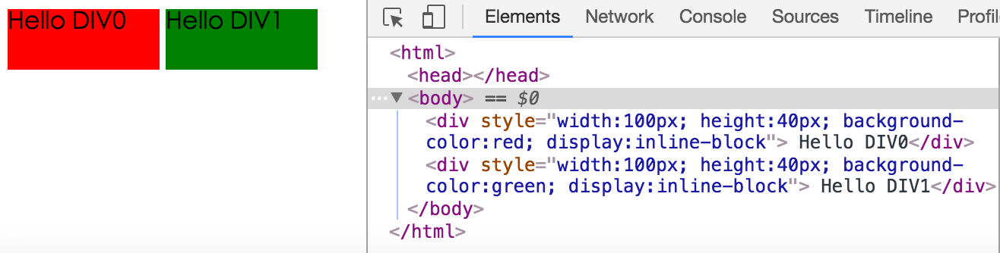 Hello DIV0 Hello DIV1
Elements Network Console Sources Timeline Profil
<html>
<head></head>
▼ <body> == $0
<div style="width:100px; height:40px; background-
color:red; display:inline-block"> Hello DIV0</div>
<div style="width:100px; height:40px; background-
color:green; display:inline-block"> Hello DIV1</div>
</body>
</html>